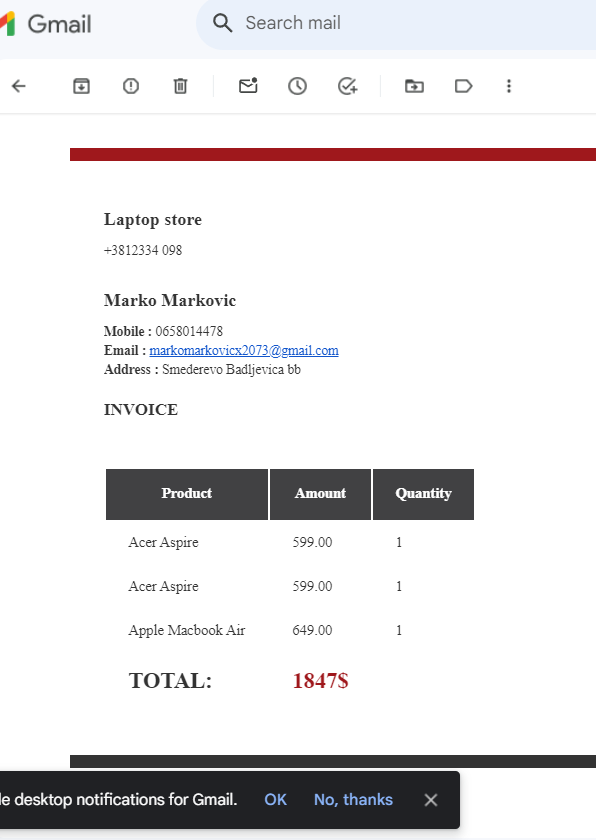 Gmail
Search mail
Laptop store
+3812334 098
Marko Markovic
Mobile : 0658014478
Email : markomarkovicx2073@gmail.com
Address : Smederevo Badljevica bb
INVOICE
Product Amount Quantity
Acer Aspire 599.00 1
Acer Aspire 599.00 1
Apple Macbook Air 649.00 1
TOTAL: 1847$
desktop notifications for Gmail. OK No, thanks